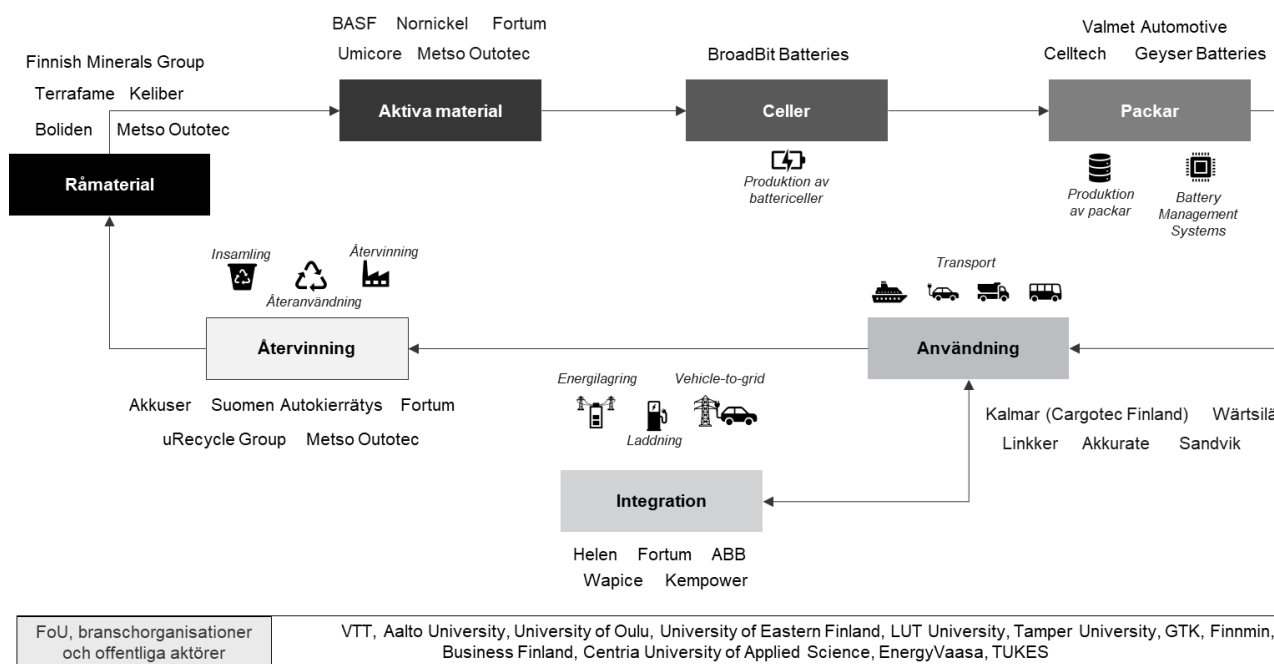 BASF Nornickel Fortum
Umicore Metso Outotec
BroadBit Batteries
Valmet Automotive
Celltech Geyser Batteries
Finnish Minerals Group
Terrafame Keliber
Boliden Metso Outotec
Aktiva material
Celler
Packar
Råmaterial
Produktion av
battericeller
Produktion
av packar
Battery
Management
Systems
Insamling
Återvinning
Återanvändning
Transport
Återvinning
Användning
Energilagring
Vehicle-to-grid
Laddning
Akkuser Suomen Autokierrätys Fortum
uRecycle Group Metso Outotec
Kalmar (Cargotec Finland) Wärtsilä
Linkker Akkurate Sandvik
Integration
Helen Fortum ABB
Wapice Kempower
FoU, branschorganisationer
och offentliga aktörer
VTT, Aalto University, University of Oulu, University of Eastern Finland, LUT University, Tamper University, GTK, Finnmin,
Business Finland, Centria University of Applied Science, EnergyVaasa, TUKES